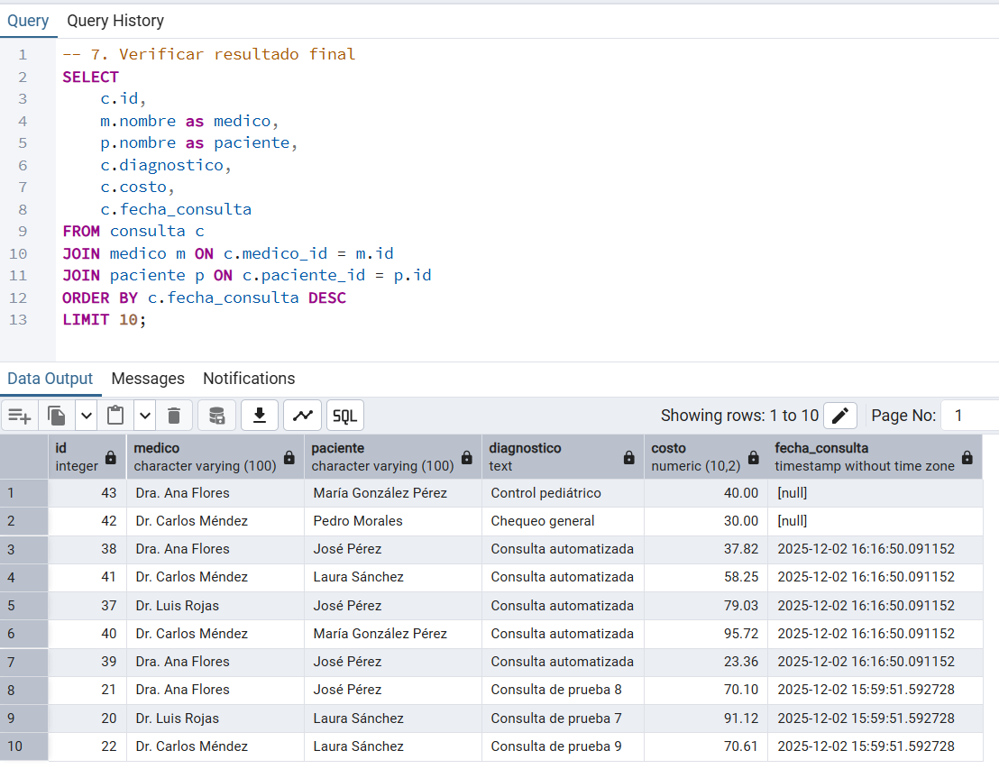 Query Query History
1 -- 7. Verificar resultado final
2 SELECT
3 c.id,
4 m.nombre as medico,
5 p.nombre as paciente,
6 c.diagnostico,
7 c.costo,
8 c.fecha_consulta
9 FROM consulta c
10 JOIN medico m ON c.medico_id = m.id
11 JOIN paciente p ON c.paciente_id = p.id
12 ORDER BY c.fecha_consulta DESC
13 LIMIT 10;
Data Output Messages Notifications
SQL Showing rows: 1 to 10 Page No: 1
id medico paciente diagnostico costo fecha_consulta
integer character varying (100) character varying (100) text numeric (10,2) timestamp without time zone
1 43 Dra. Ana Flores María González Pérez Control pediátrico 40.00 [null]
2 42 Dr. Carlos Méndez Pedro Morales Chequeo general 30.00 [null]
3 38 Dra. Ana Flores José Pérez Consulta automatizada 37.82 2025-12-02 16:16:50.091152
4 41 Dr. Carlos Méndez Laura Sánchez Consulta automatizada 58.25 2025-12-02 16:16:50.091152
5 37 Dr. Luis Rojas José Pérez Consulta automatizada 79.03 2025-12-02 16:16:50.091152
6 40 Dr. Carlos Méndez María González Pérez Consulta automatizada 95.72 2025-12-02 16:16:50.091152
7 39 Dra. Ana Flores José Pérez Consulta automatizada 23.36 2025-12-02 16:16:50.091152
8 21 Dra. Ana Flores José Pérez Consulta de prueba 8 70.10 2025-12-02 15:59:51.592728
9 20 Dr. Luis Rojas Laura Sánchez Consulta de prueba 7 91.12 2025-12-02 15:59:51.592728
10 22 Dr. Carlos Méndez Laura Sánchez Consulta de prueba 9 70.61 2025-12-02 15:59:51.592728